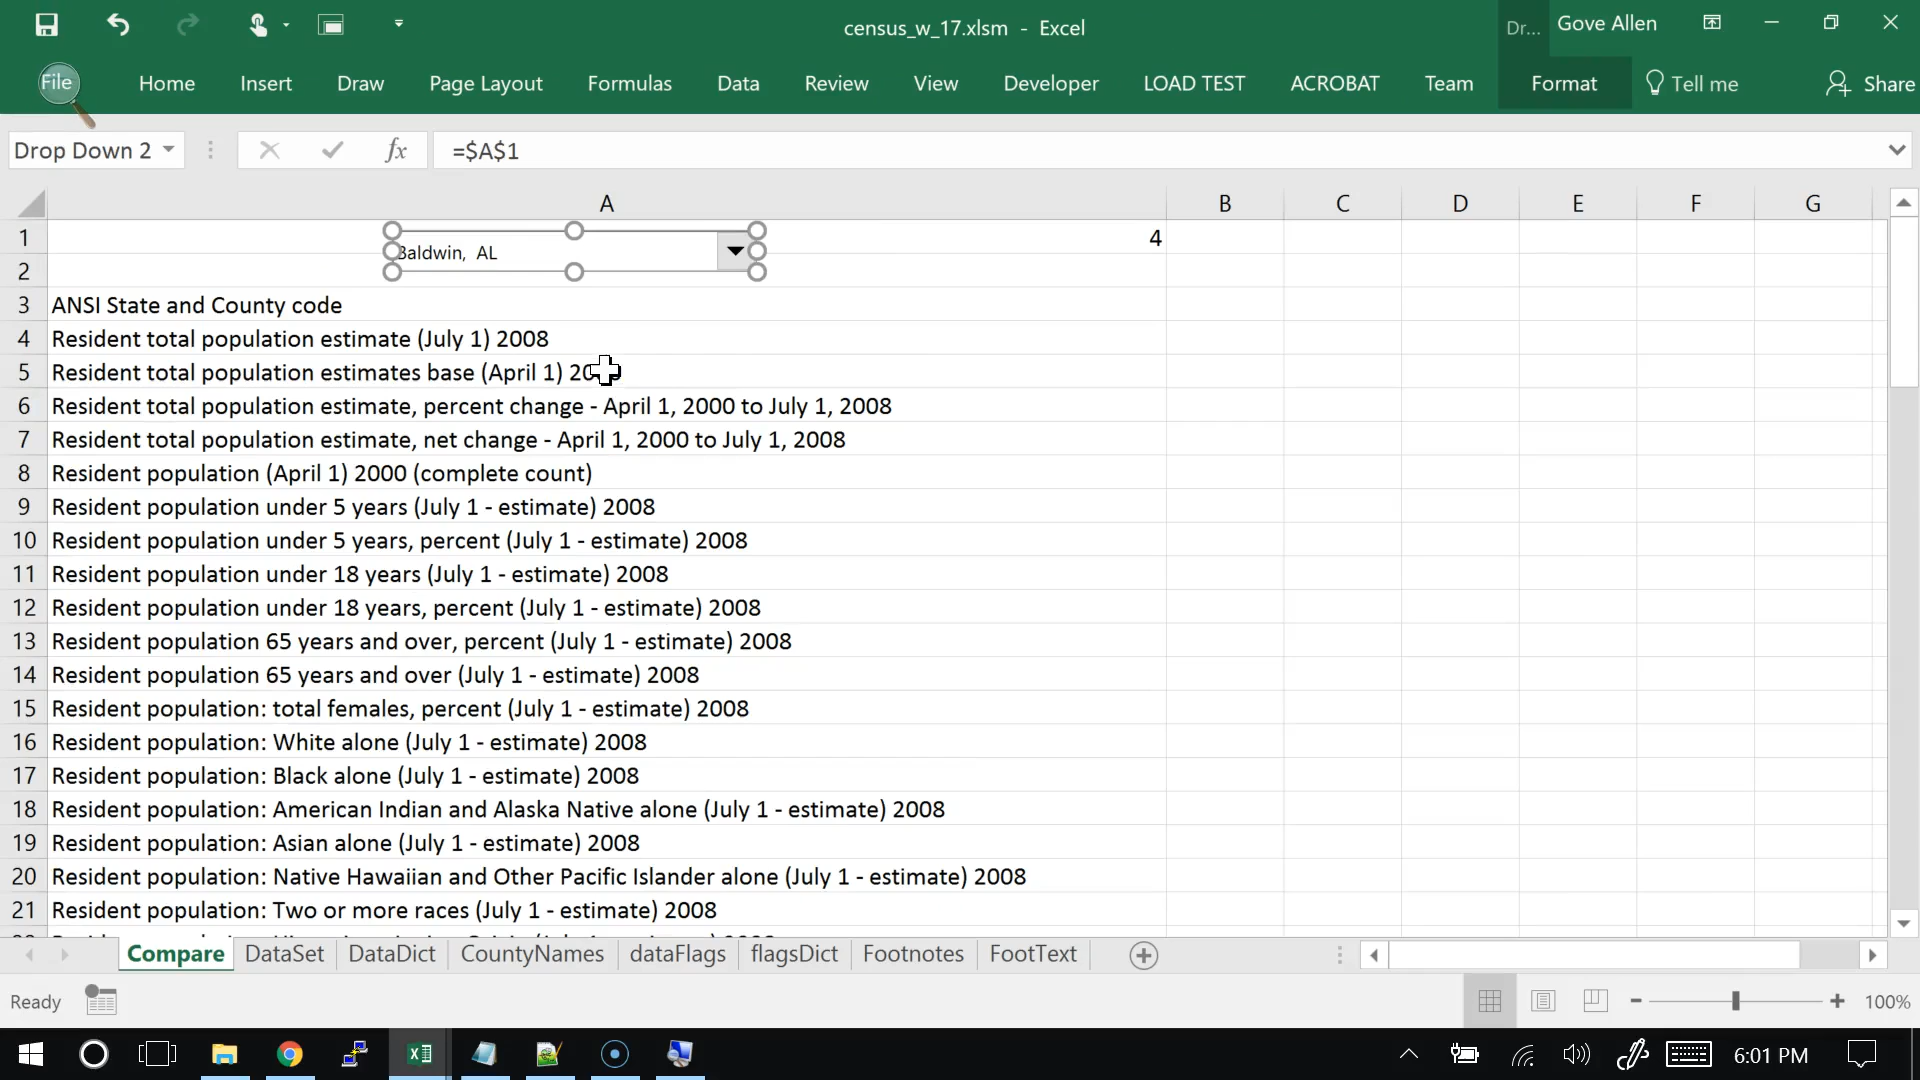 census_w_17.xlsm - Excel
Dr...
Gove Allen
File
Home
Insert
Draw
Page Layout
Formulas
Data
Review
View
Developer
LOAD TEST
ACROBAT
Team
Format
Tell me
Share
Drop Down 2
fx
=$A$1
A
B
C
D
E
F
G
1
4
Baldwin, AL
2
3 ANSI State and County code
4 Resident total population estimate (July 1) 2008
5 Resident total population estimates base (April 1)
6 Resident total population estimate, percent change - April 1, 2000 to July 1, 2008
7 Resident total population estimate, net change - April 1, 2000 to July 1, 2008
8 Resident population (April 1) 2000 (complete count)
9 Resident population under 5 years (July 1 - estimate) 2008
10 Resident population under 5 years, percent (July 1 - estimate) 2008
11 Resident population under 18 years (July 1 - estimate) 2008
12 Resident population under 18 years, percent (July 1 - estimate) 2008
13 Resident population 65 years and over, percent (July 1 - estimate) 2008
14 Resident population 65 years and over (July 1 - estimate) 2008
15 Resident population: total females, percent (July 1 - estimate) 2008
16 Resident population: White alone (July 1 - estimate) 2008
17 Resident population: Black alone (July 1 - estimate) 2008
18 Resident population: American Indian and Alaska Native alone (July 1 - estimate) 2008
19 Resident population: Asian alone (July 1 - estimate) 2008
20 Resident population: Native Hawaiian and Other Pacific Islander alone (July 1 - estimate) 2008
21 Resident population: Two or more races (July 1 - estimate) 2008
Compare
DataSet
DataDict
CountyNames
dataFlags
flagsDict
Footnotes
FootText
Ready
100%
6:01 PM